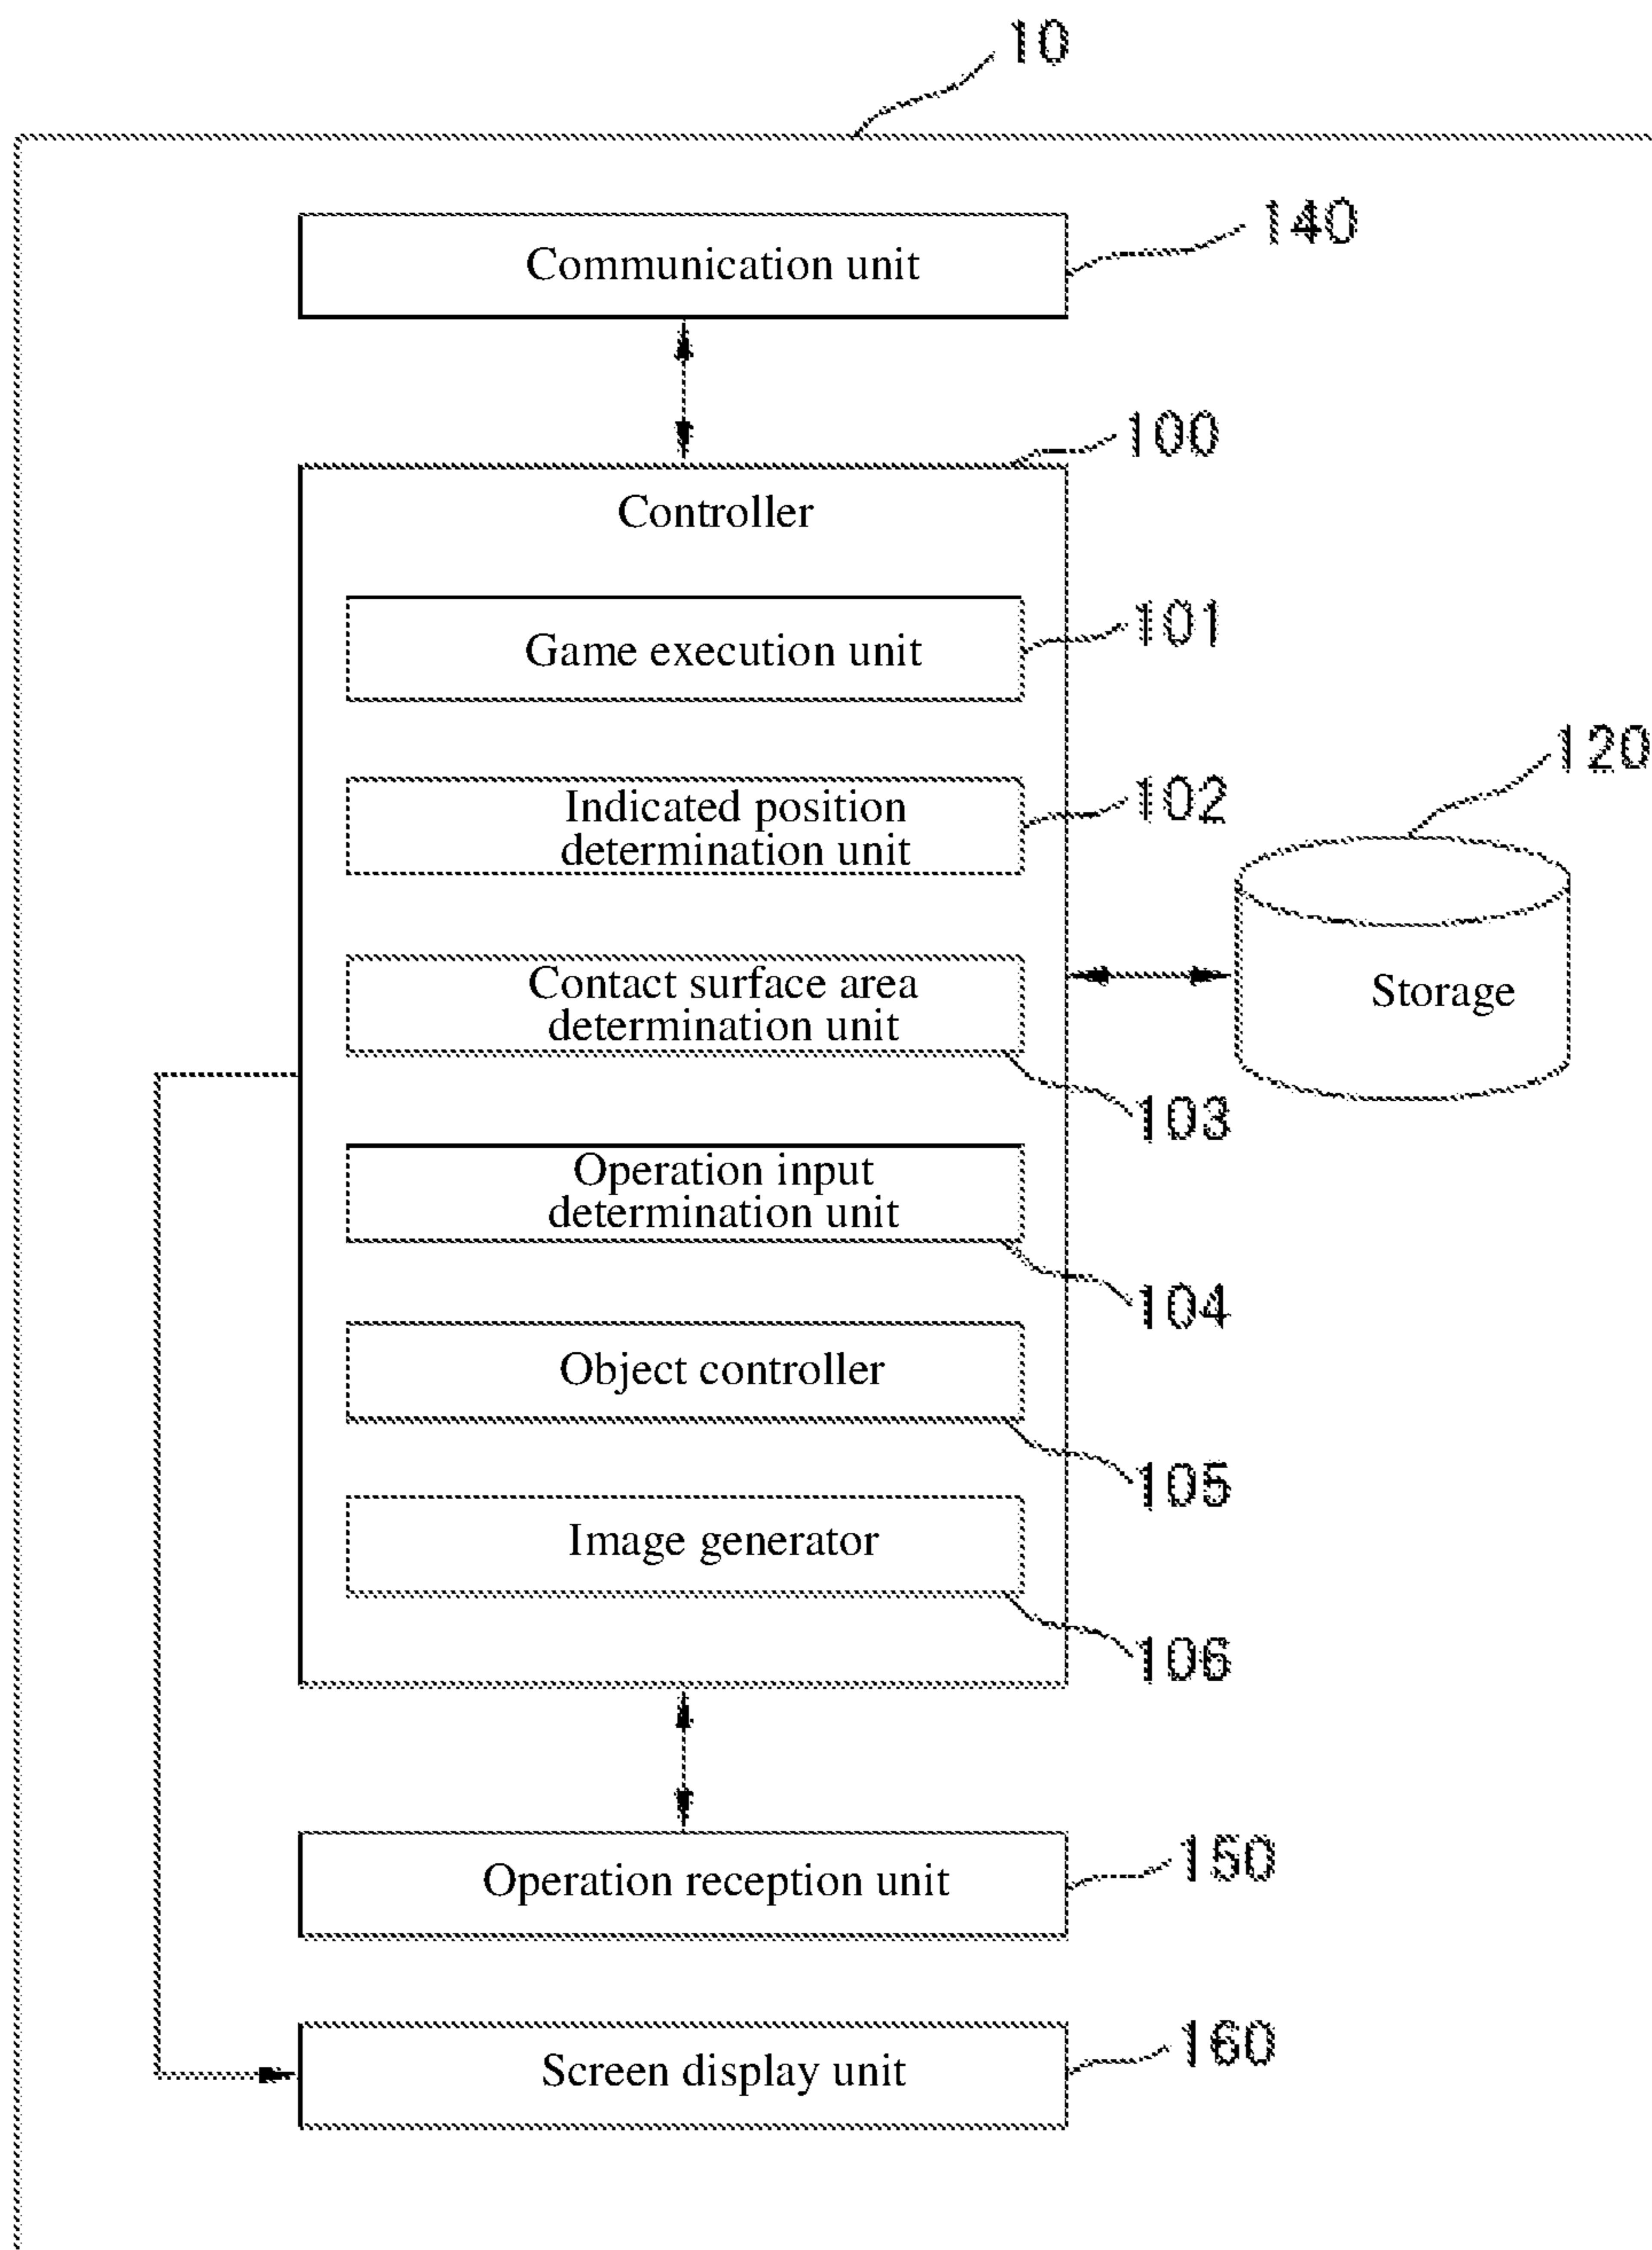 10
Communication unit
140
100
Controller
Game execution unit
101
Indicated position
determination unit
102
120
Storage
Contact surface area
determination unit
103
Operation input
determination unit
104
Object controller
105
Image generator
106
Operation reception unit
150
Screen display unit
160